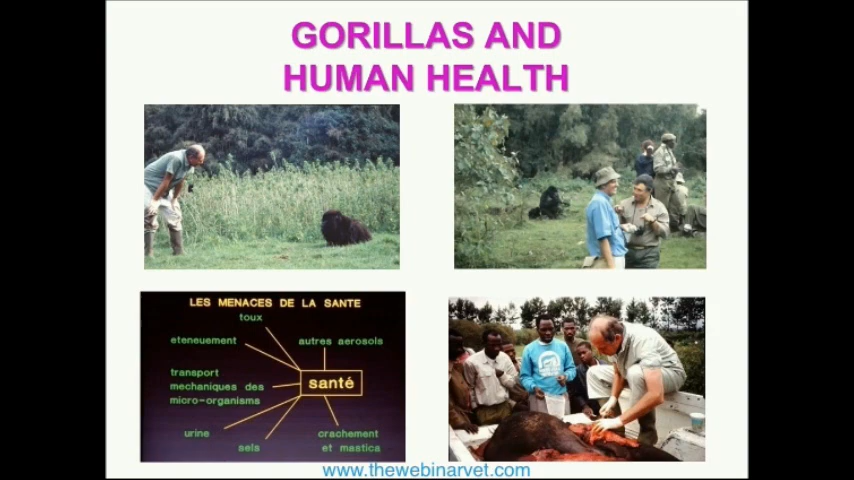 GORILLAS AND
HUMAN HEALTH
LES MENACES DE LA SANTE
toux
eteneuement
autres aerosols
transport
mechaniques des
micro-organisms
santé
urine
sels
crachement
et mastica
www.thewebinarvet.com